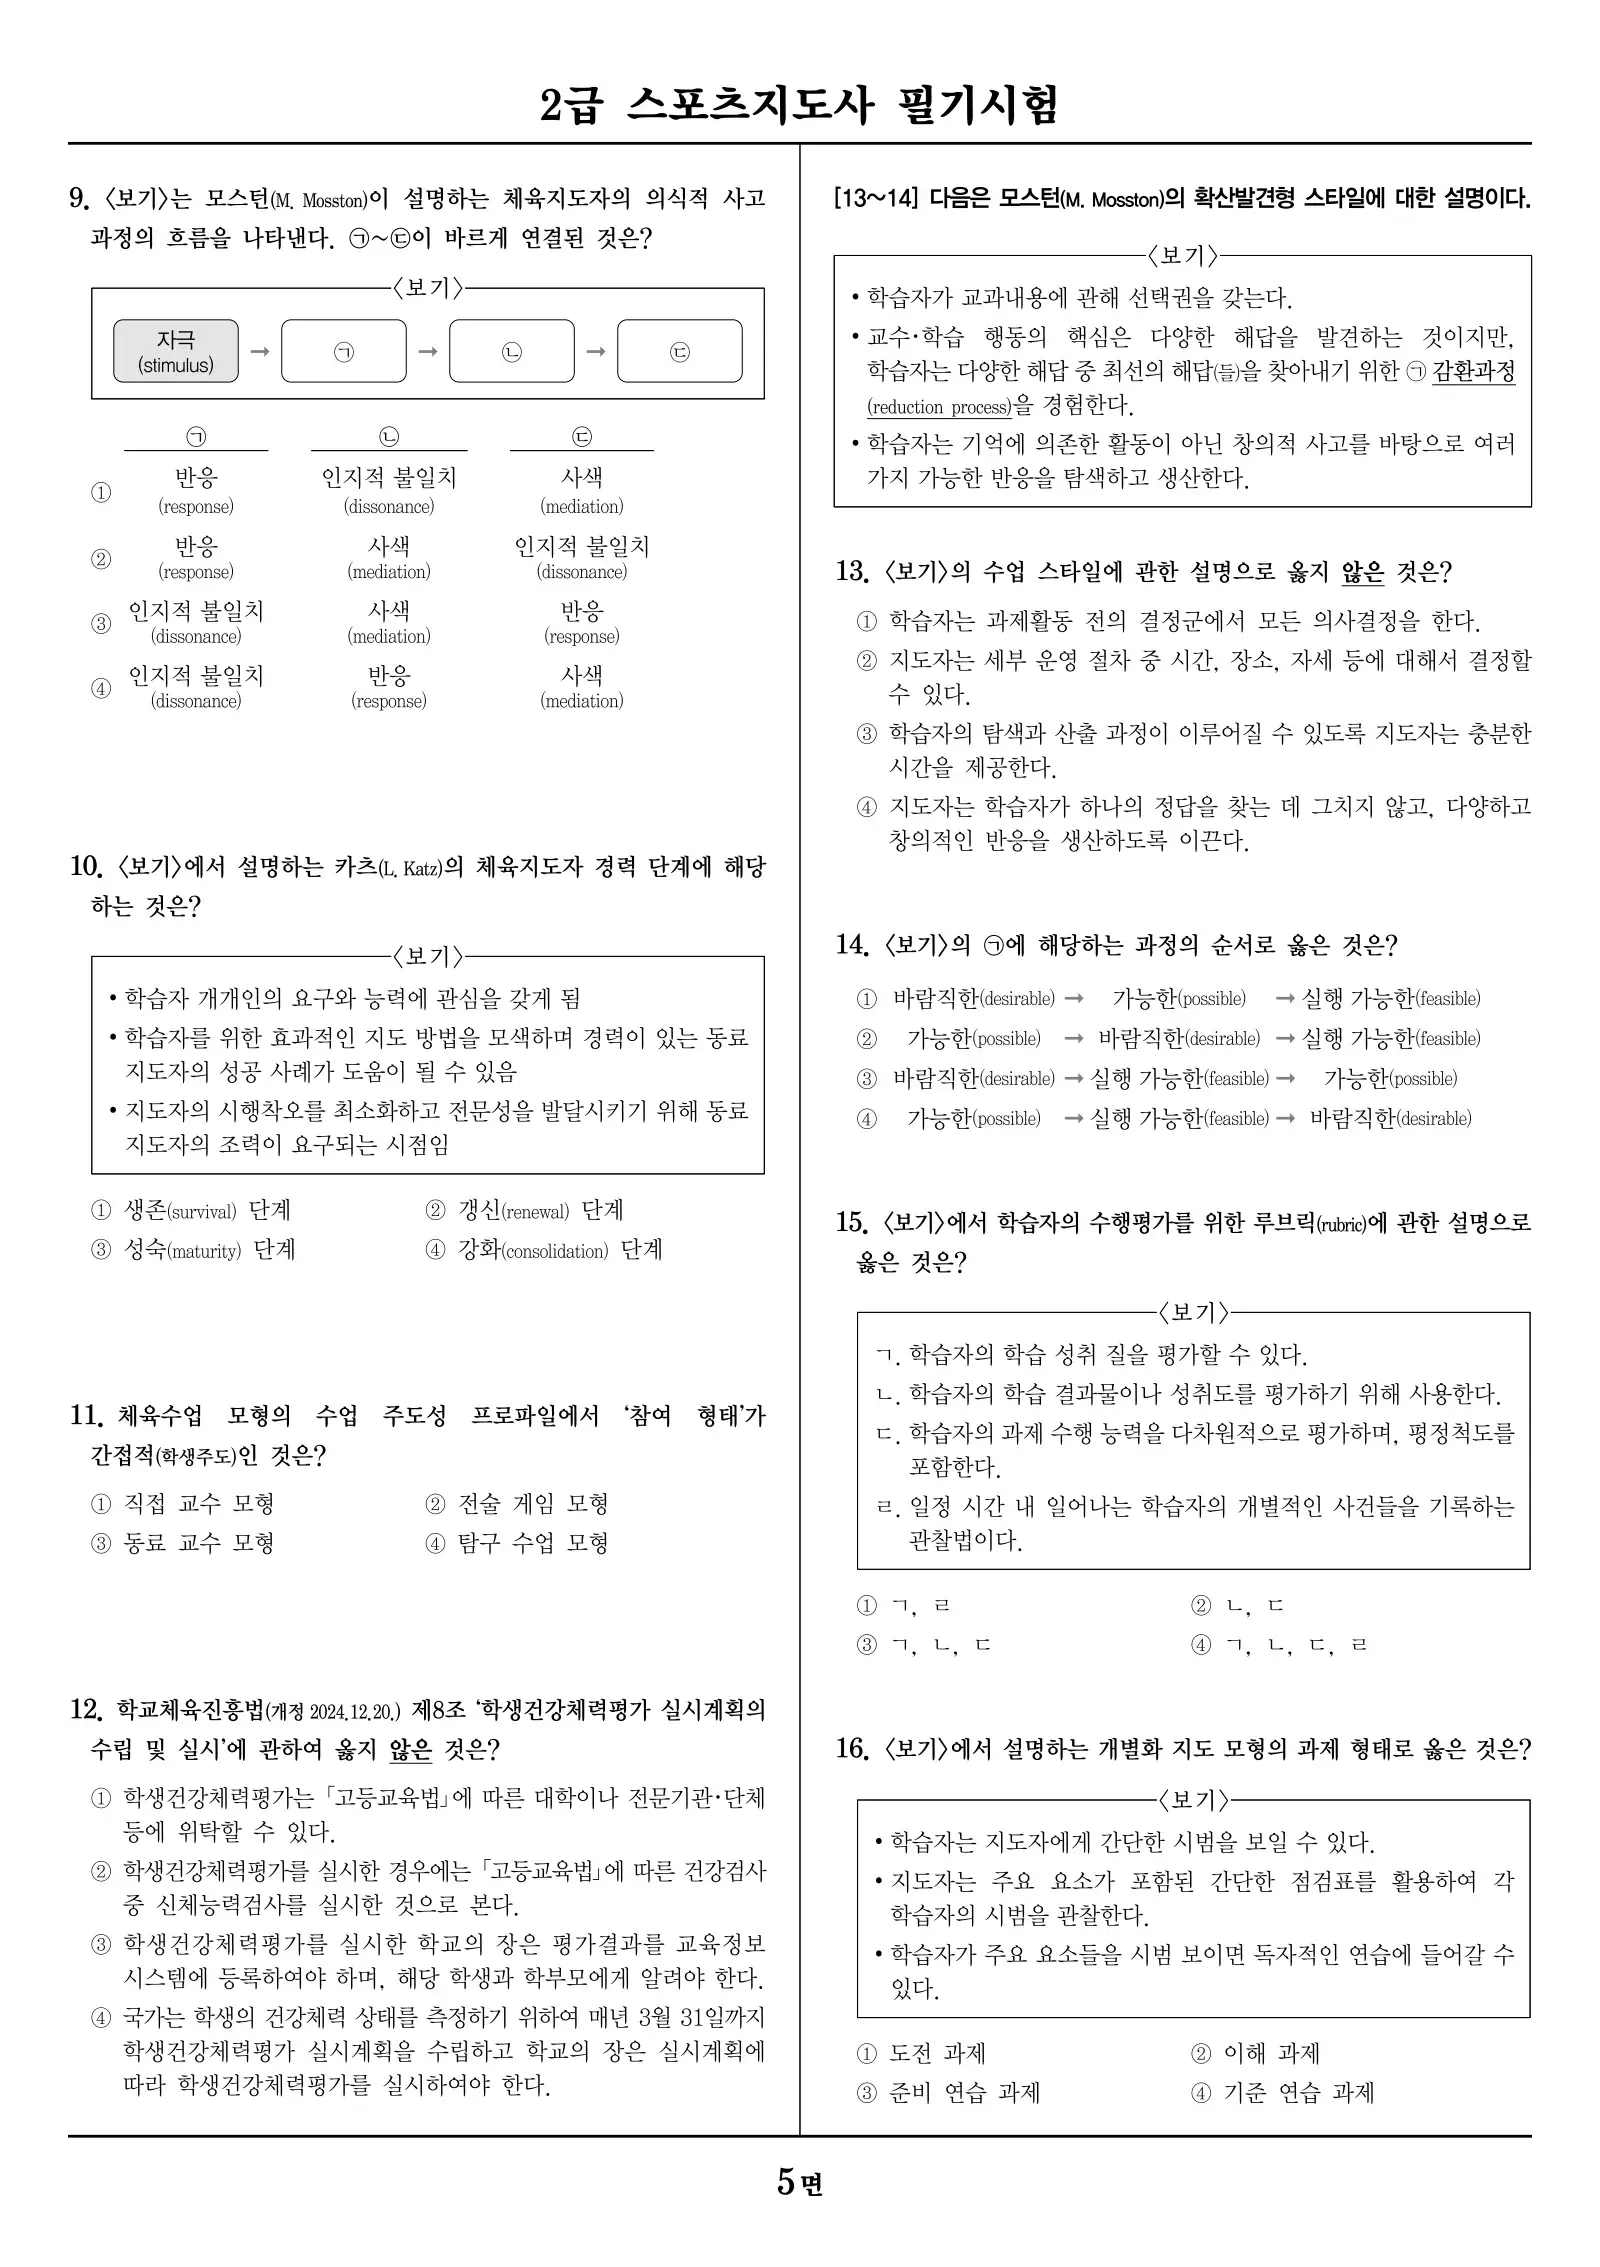 2급 스포츠지도사 필기시험
9. 〈보기〉는 모스턴(M. Mosston)이 설명하는 체육지도자의 의식적 사고
과정의 흐름을 나타낸다. ㉠~㉢이 바르게 연결된 것은?
〈보기〉
자극
(stimulus)
→ ㉠ → ㉡ → ㉢
㉠ ㉡ ㉢
① 반응 인지적 불일치 사색
(response) (dissonance) (mediation)
② 반응 사색 인지적 불일치
(response) (mediation) (dissonance)
③ 인지적 불일치 사색 반응
(dissonance) (mediation) (response)
④ 인지적 불일치 반응 사색
(dissonance) (response) (mediation)
10. 〈보기〉에서 설명하는 카츠(L. Katz)의 체육지도자 경력 단계에 해당
하는 것은?
〈보기〉
• 학습자 개개인의 요구와 능력에 관심을 갖게 됨
• 학습자를 위한 효과적인 지도 방법을 모색하며 경력이 있는 동료
지도자의 성공 사례가 도움이 될 수 있음
• 지도자의 시행착오를 최소화하고 전문성을 발달시키기 위해 동료
지도자의 조력이 요구되는 시점임
① 생존(survival) 단계 ② 갱신(renewal) 단계
③ 성숙(maturity) 단계 ④ 강화(consolidation) 단계
11. 체육수업 모형의 수업 주도성 프로파일에서 ‘참여 형태’가
간접적(학생주도)인 것은?
① 직접 교수 모형 ② 전술 게임 모형
③ 동료 교수 모형 ④ 탐구 수업 모형
12. 학교체육진흥법(개정 2024.12.20.) 제8조 ‘학생건강체력평가 실시계획의
수립 및 실시’에 관하여 옳지 않은 것은?
① 학생건강체력평가는 「고등교육법」에 따른 대학이나 전문기관·단체
등에 위탁할 수 있다.
② 학생건강체력평가를 실시한 경우에는 「고등교육법」에 따른 건강검사
중 신체능력검사를 실시한 것으로 본다.
③ 학생건강체력평가를 실시한 학교의 장은 평가결과를 교육정보
시스템에 등록하여야 하며, 해당 학생과 학부모에게 알려야 한다.
④ 국가는 학생의 건강체력 상태를 측정하기 위하여 매년 3월 31일까지
학생건강체력평가 실시계획을 수립하고 학교의 장은 실시계획에
따라 학생건강체력평가를 실시하여야 한다.
[13~14] 다음은 모스턴(M. Mosston)의 확산발견형 스타일에 대한 설명이다.
〈보기〉
• 학습자가 교과내용에 관해 선택권을 갖는다.
• 교수·학습 행동의 핵심은 다양한 해답을 발견하는 것이지만,
학습자는 다양한 해답 중 최선의 해답(들)을 찾아내기 위한 ㉠ 감환과정
(reduction process)을 경험한다.
• 학습자는 기억에 의존한 활동이 아닌 창의적 사고를 바탕으로 여러
가지 가능한 반응을 탐색하고 생산한다.
13. 〈보기〉의 수업 스타일에 관한 설명으로 옳지 않은 것은?
① 학습자는 과제활동 전의 결정군에서 모든 의사결정을 한다.
② 지도자는 세부 운영 절차 중 시간, 장소, 자세 등에 대해서 결정할
수 있다.
③ 학습자의 탐색과 산출 과정이 이루어질 수 있도록 지도자는 충분한
시간을 제공한다.
④ 지도자는 학습자가 하나의 정답을 찾는 데 그치지 않고, 다양하고
창의적인 반응을 생산하도록 이끈다.
14. 〈보기〉의 ㉠에 해당하는 과정의 순서로 옳은 것은?
① 바람직한(desirable) → 가능한(possible) → 실행 가능한(feasible)
② 가능한(possible) → 바람직한(desirable) → 실행 가능한(feasible)
③ 바람직한(desirable) → 실행 가능한(feasible) → 가능한(possible)
④ 가능한(possible) → 실행 가능한(feasible) → 바람직한(desirable)
15. 〈보기〉에서 학습자의 수행평가를 위한 루브릭(rubric)에 관한 설명으로
옳은 것은?
〈보기〉
ㄱ. 학습자의 학습 성취 질을 평가할 수 있다.
ㄴ. 학습자의 학습 결과물이나 성취도를 평가하기 위해 사용한다.
ㄷ. 학습자의 과제 수행 능력을 다차원적으로 평가하며, 평정척도를
포함한다.
ㄹ. 일정 시간 내 일어나는 학습자의 개별적인 사건들을 기록하는
관찰법이다.
① ㄱ, ㄹ ② ㄴ, ㄷ
③ ㄱ, ㄴ, ㄷ ④ ㄱ, ㄴ, ㄷ, ㄹ
16. 〈보기〉에서 설명하는 개별화 지도 모형의 과제 형태로 옳은 것은?
〈보기〉
• 학습자는 지도자에게 간단한 시범을 보일 수 있다.
• 지도자는 주요 요소가 포함된 간단한 점검표를 활용하여 각
학습자의 시범을 관찰한다.
• 학습자가 주요 요소들을 시범 보이면 독자적인 연습에 들어갈 수
있다.
① 도전 과제 ② 이해 과제
③ 준비 연습 과제 ④ 기준 연습 과제
5면